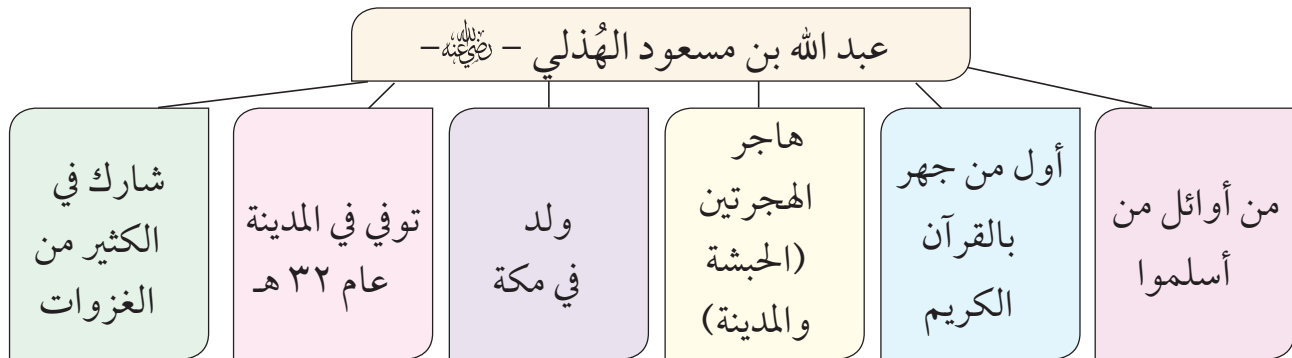 عبد الله بن مسعود الهُذلي – رضي الله عنه –
من أوائل من
أسلموا
أول من جهر
بالقرآن
الكريم
هاجر
الهجرتين
(الحبشة
والمدينة)
ولد
في مكة
توفي في المدينة
عام ٣٢ هـ
شارك في
الكثير من
الغزوات